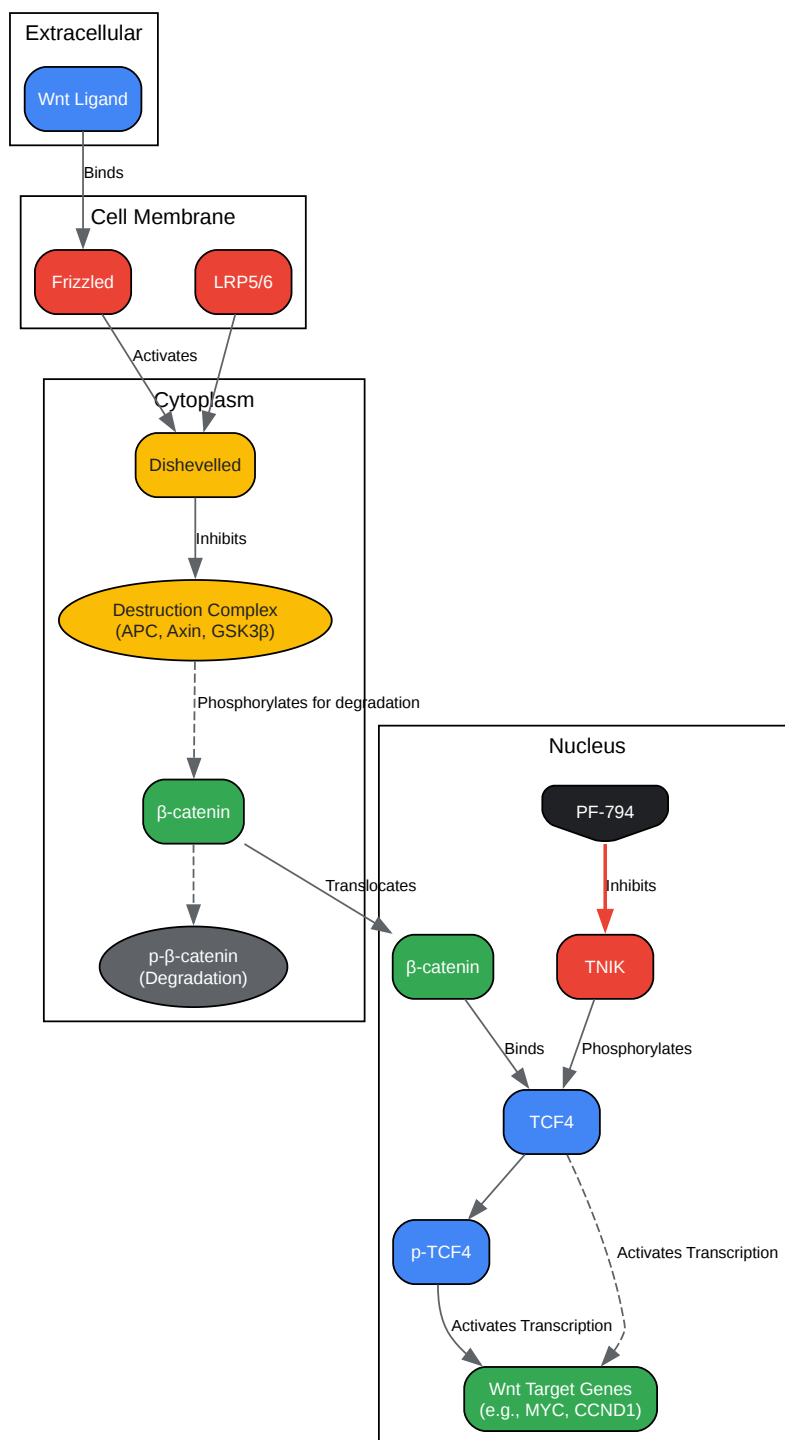 Extracellular
Wnt Ligand
Binds
Cell Membrane
Frizzled
LRP5/6
Activates
Cytoplasm
Dishevelled
Inhibits
Destruction Complex
(APC, Axin, GSK3β)
Phosphorylates for degradation
Nucleus
β-catenin
PF-794
Translocates
Inhibits
p-β-catenin
(Degradation)
β-catenin
TNIK
Binds
Phosphorylates
TCF4
p-TCF4
Activates Transcription
Activates Transcription
Wnt Target Genes
(e.g., MYC, CCND1)